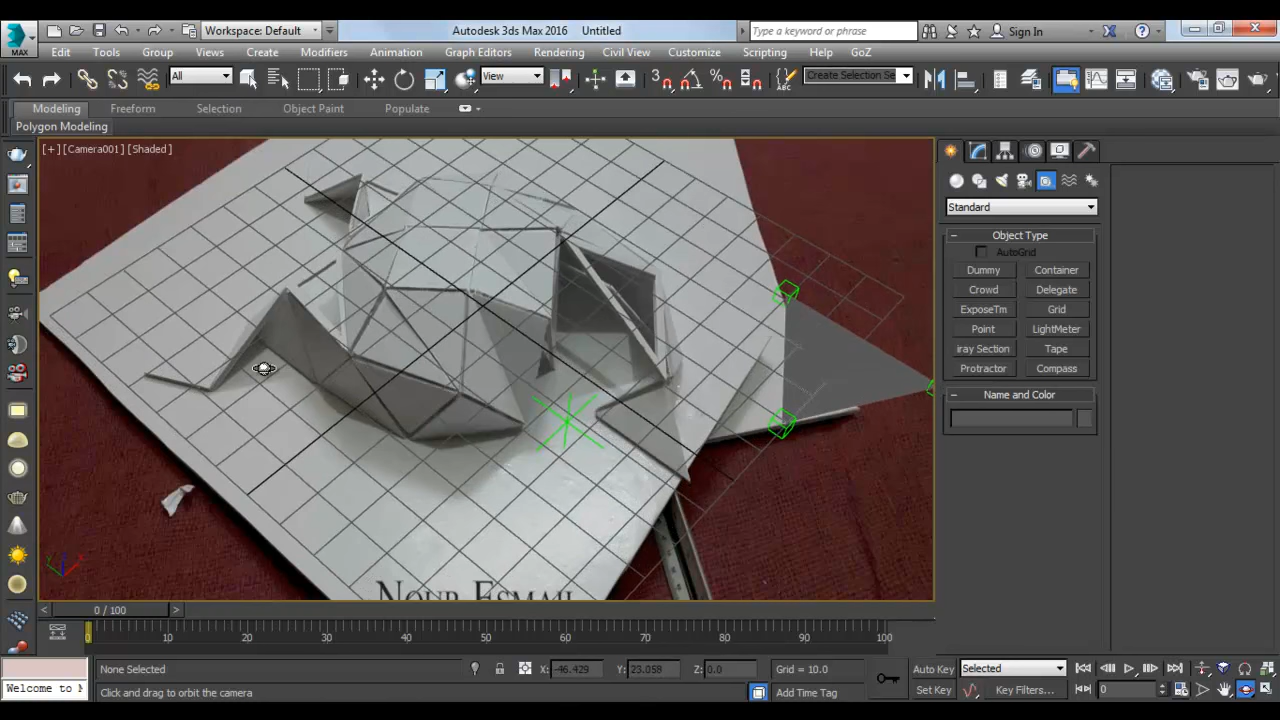 Workspace: Default
Autodesk 3ds Max 2016 Untitled
Type a keyword or phrase
Sign In
MAX
Edit Tools Group Views Create Modifiers Animation Graph Editors Rendering Civil View Customize Scripting Help GoZ
All
View
Create Selection Se
Modeling Freeform Selection Object Paint Populate
Polygon Modeling
[+] [Camera001] [Shaded]
Standard
Object Type
AutoGrid
Dummy Container
Crowd Delegate
ExposeTm Grid
Point LightMeter
iray Section Tape
Protractor Compass
Name and Color
NOUR ESMAIL
0 / 100
0 10 20 30 40 50 60 70 80 90 100
None Selected
X: -46.429 Y: 23.058 Z: 0.0
Grid = 10.0
Auto Key Selected
Welcome to M
Click and drag to orbit the camera
Add Time Tag
Set Key Key Filters... 0